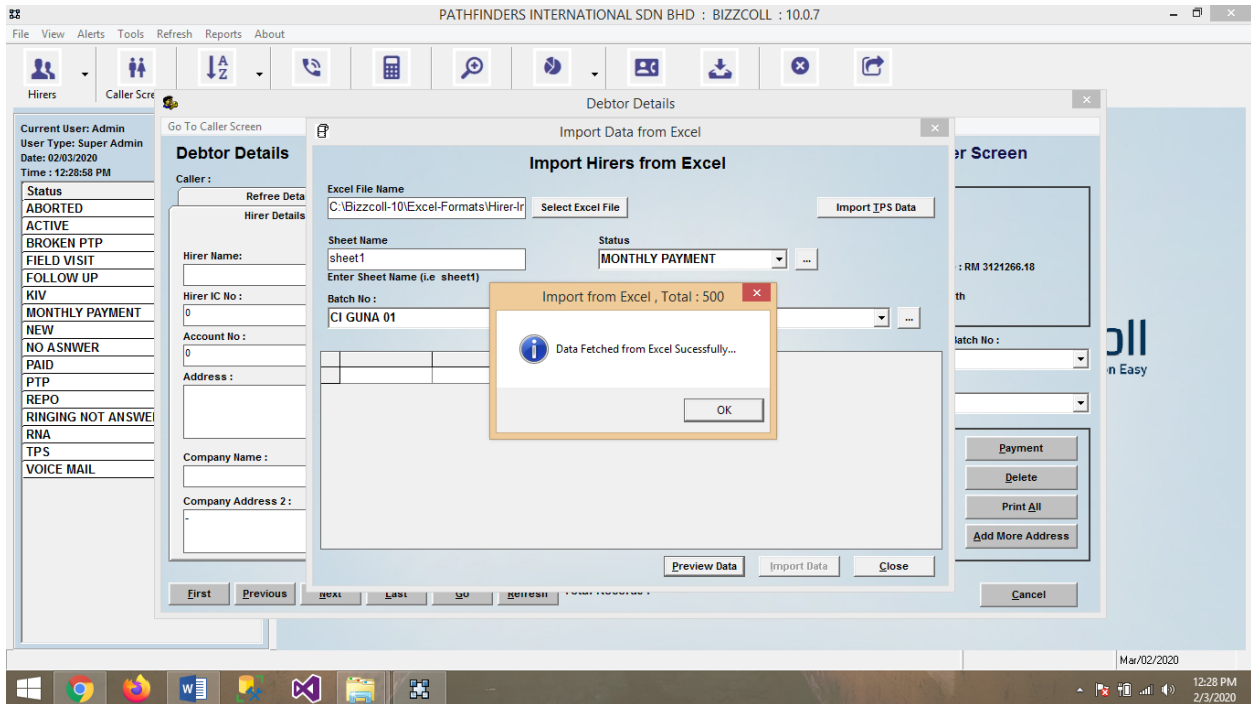 PATHFINDERS INTERNATIONAL SDN BHD : BIZZCOLL : 10.0.7
File View Alerts Tools Refresh Reports About
Hirers
Caller Scre
Current User: Admin
User Type: Super Admin
Date: 02/03/2020
Time : 12:28:58 PM
Status
ABORTED
ACTIVE
BROKEN PTP
FIELD VISIT
FOLLOW UP
KIV
MONTHLY PAYMENT
NEW
NO ASNWER
PAID
PTP
REPO
RINGING NOT ANSWE
RNA
TPS
VOICE MAIL
Debtor Details
Go To Caller Screen
Debtor Details
er Screen
Caller :
Refree Deta
Hirer Details
Hirer Name:
Hirer IC No :
0
Account No :
0
Address :
Company Name :
Company Address 2 :
-
Import Data from Excel
Import Hirers from Excel
Excel File Name
C:\Bizzcoll-10\Excel-Formats\Hirer-Ir
Select Excel File
Import TPS Data
Sheet Name
sheet1
Enter Sheet Name (i.e sheet1)
Status
MONTHLY PAYMENT
...
Batch No :
CI GUNA 01
...
Import from Excel , Total : 500
Data Fetched from Excel Sucessfully...
OK
Preview Data
Import Data
Close
: RM 3121266.18
th
Batch No :
oll
n Easy
Payment
Delete
Print All
Add More Address
First
Previous
Next
Last
Go
Refresh
Total Records :
Cancel
Mar/02/2020
12:28 PM
2/3/2020